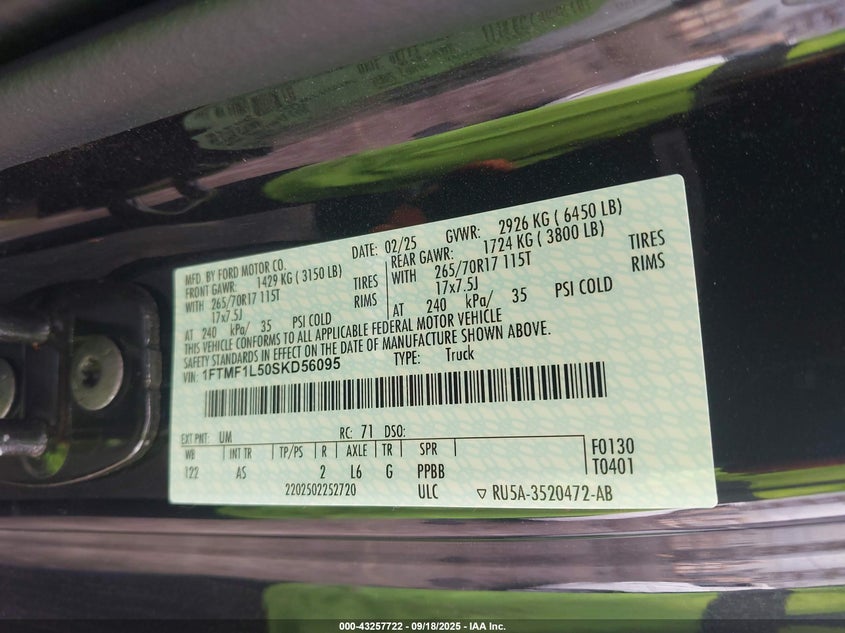 MFD. BY FORD MOTOR CO.
DATE: 02/25 GVWR: 2926 KG ( 6450 LB)
FRONT GAWR: 1429 KG ( 3150 LB)
REAR GAWR: 1724 KG ( 3800 LB)
WITH 265/70R17 115T TIRES
WITH 265/70R17 115T TIRES
17x7.5J RIMS
17x7.5J RIMS
AT 240 kPa/ 35 PSI COLD
AT 240 kPa/ 35 PSI COLD
THIS VEHICLE CONFORMS TO ALL APPLICABLE FEDERAL MOTOR VEHICLE
SAFETY STANDARDS IN EFFECT ON THE DATE OF MANUFACTURE SHOWN ABOVE.
VIN: 1FTMF1L50SKD56095 TYPE: Truck
EXT PNT: UM RC: 71 DSO:
WB INT TR TP/PS R AXLE TR SPR F0130
122 AS 2 L6 G PPBB T0401
2202502252720 ULC ▽ RU5A-3520472-AB
000-43257722 - 09/18/2025 - IAA Inc.